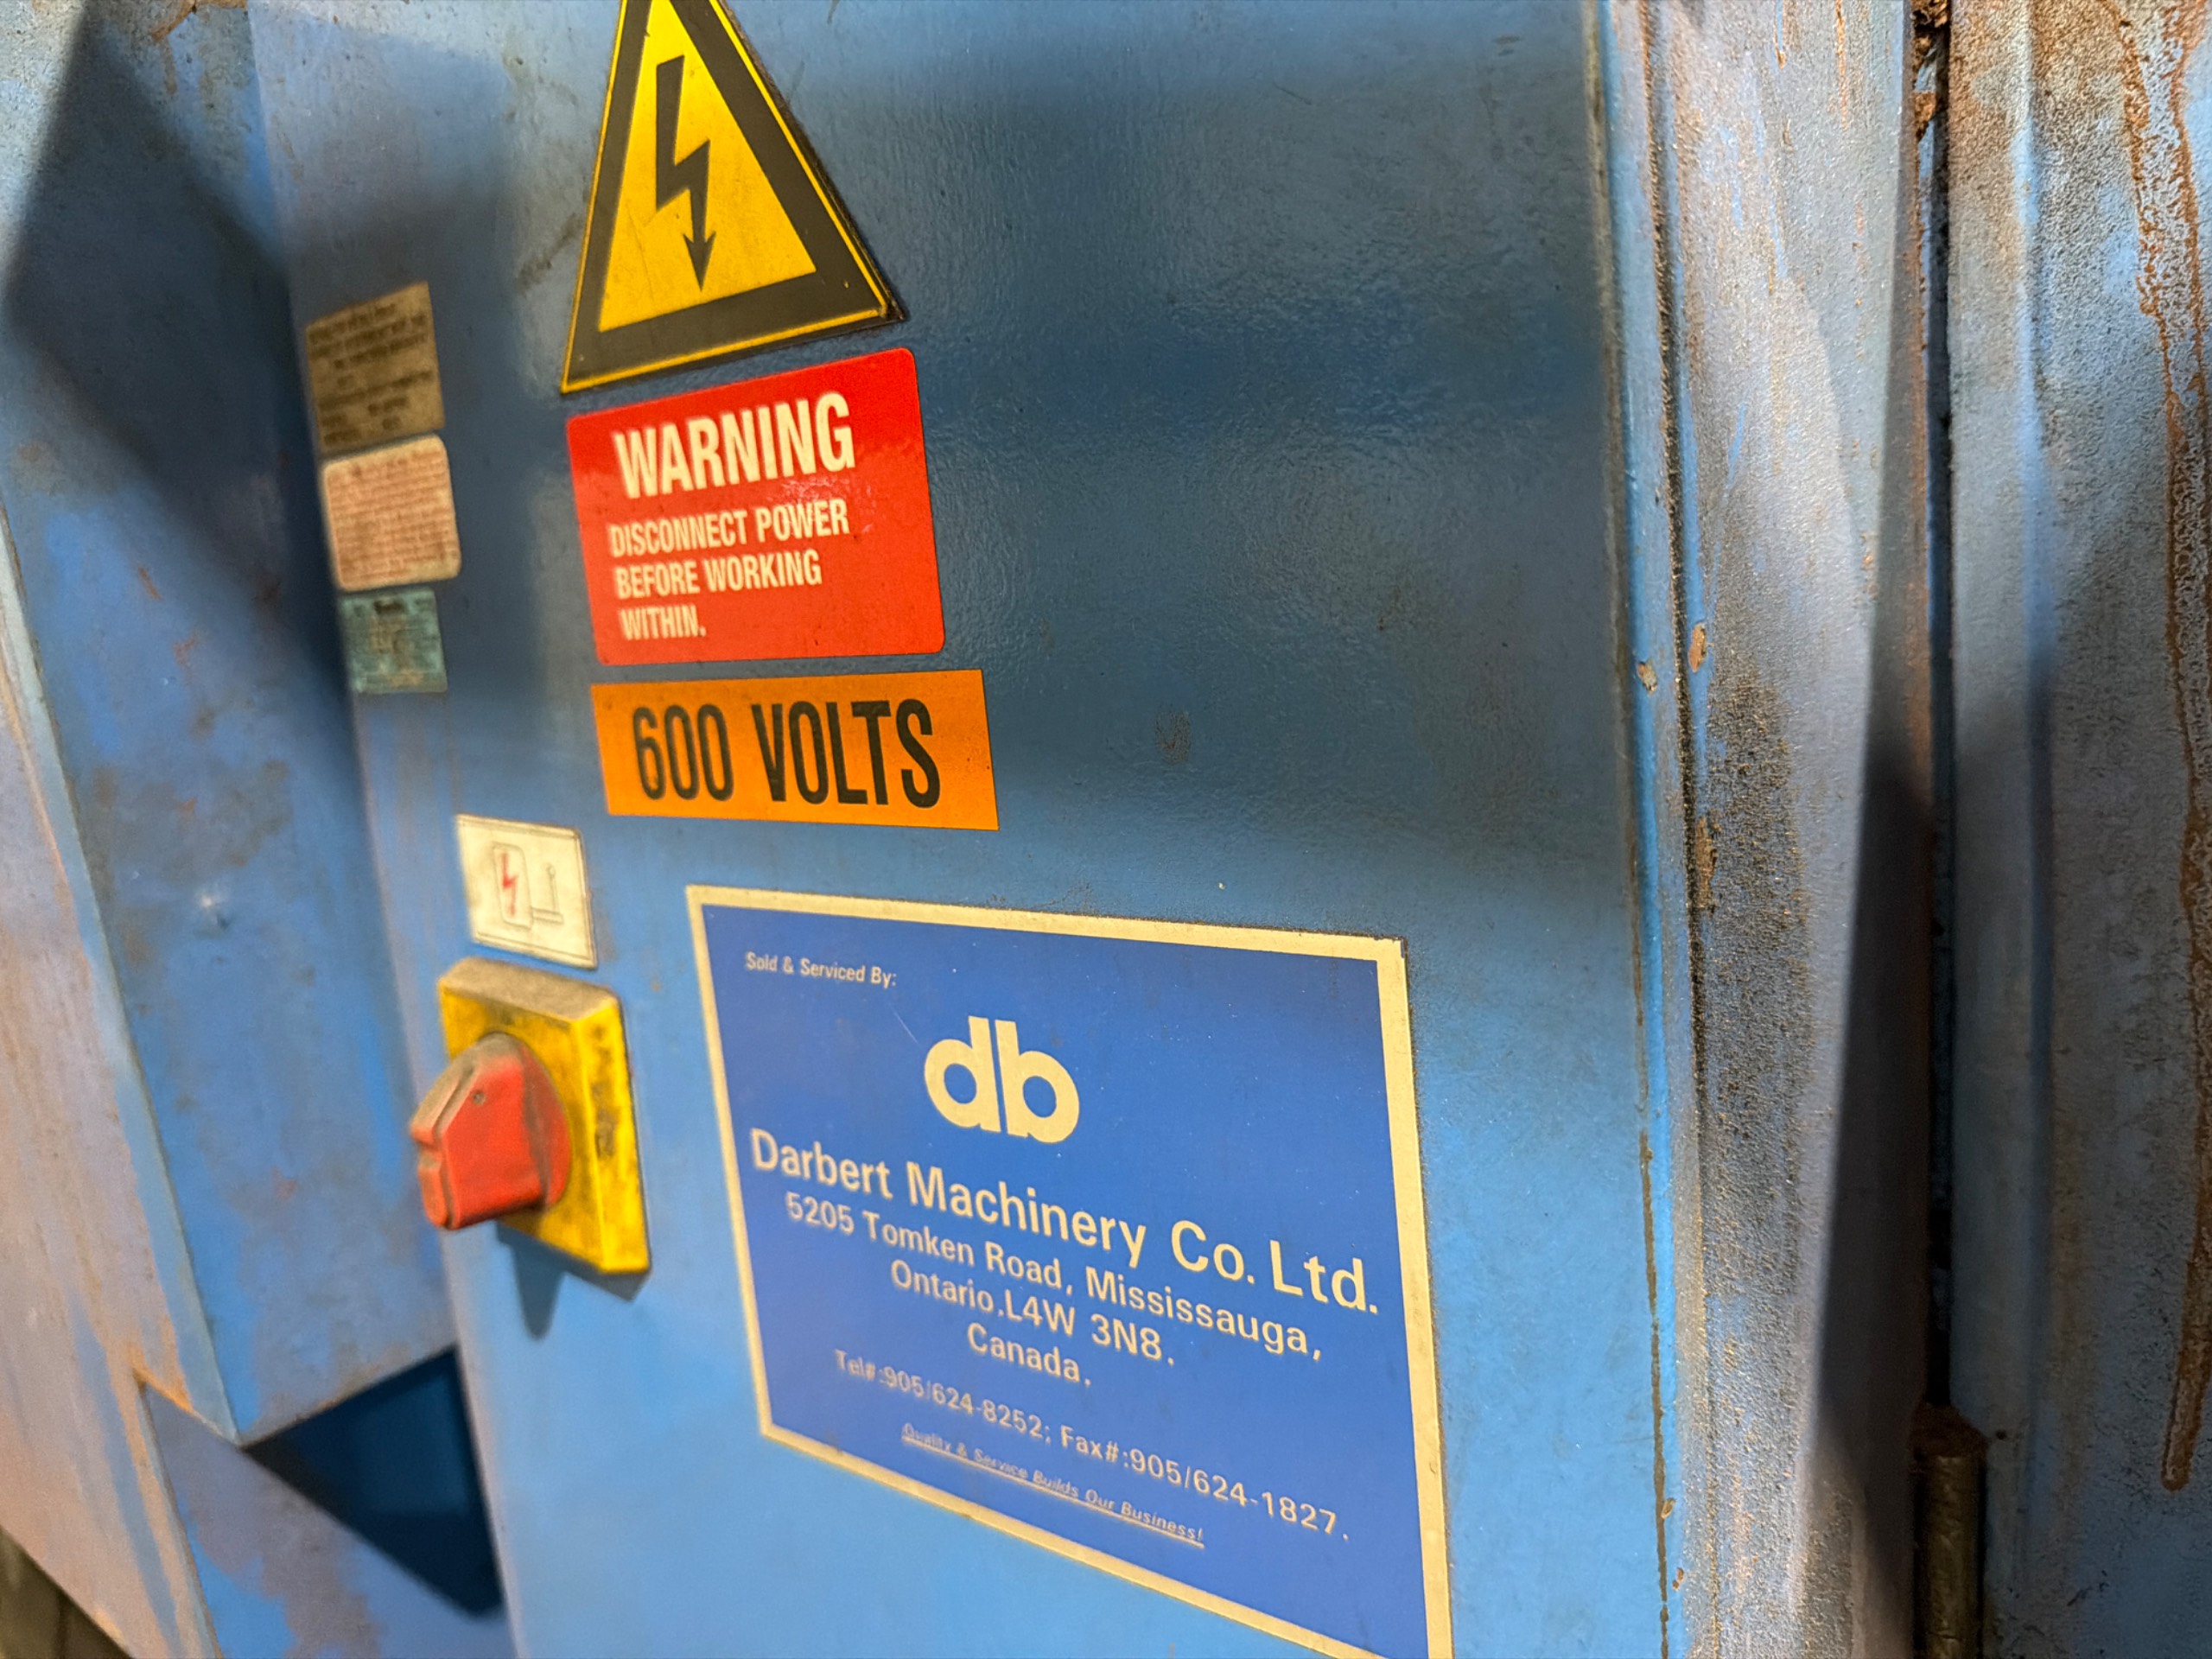 WARNING
DISCONNECT POWER
BEFORE WORKING
WITHIN.
600 VOLTS
Sold & Serviced By:
db
Darbert Machinery Co. Ltd.
5205 Tomken Road, Mississauga,
Ontario.L4W 3N8.
Canada.
Tel#:905/624-8252; Fax#:905/624-1827.
Quality & Service Builds Our Business!